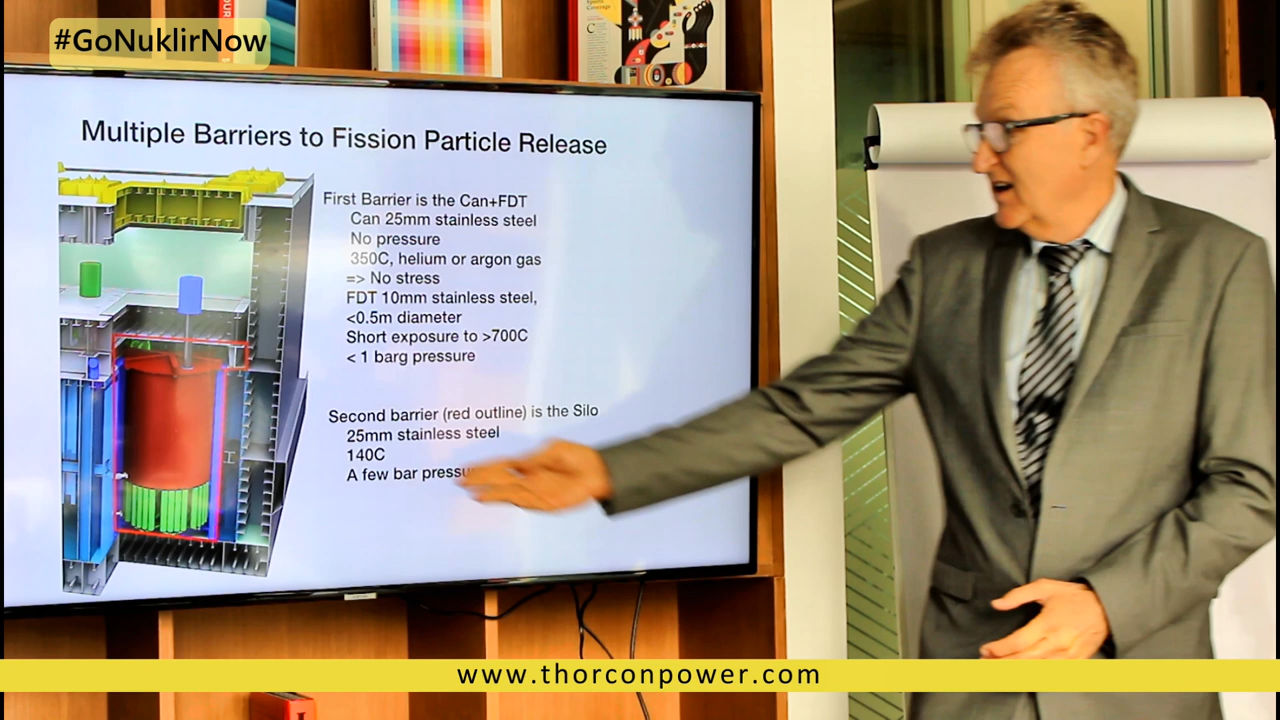 #GoNuklirNow
Multiple Barriers to Fission Particle Release
First Barrier is the Can+FDT
Can 25mm stainless steel
No pressure
350C, helium or argon gas
=> No stress
FDT 10mm stainless steel,
<0.5m diameter
Short exposure to >700C
< 1 barg pressure
Second barrier (red outline) is the Silo
25mm stainless steel
140C
A few bar pressu
www.thorconpower.com